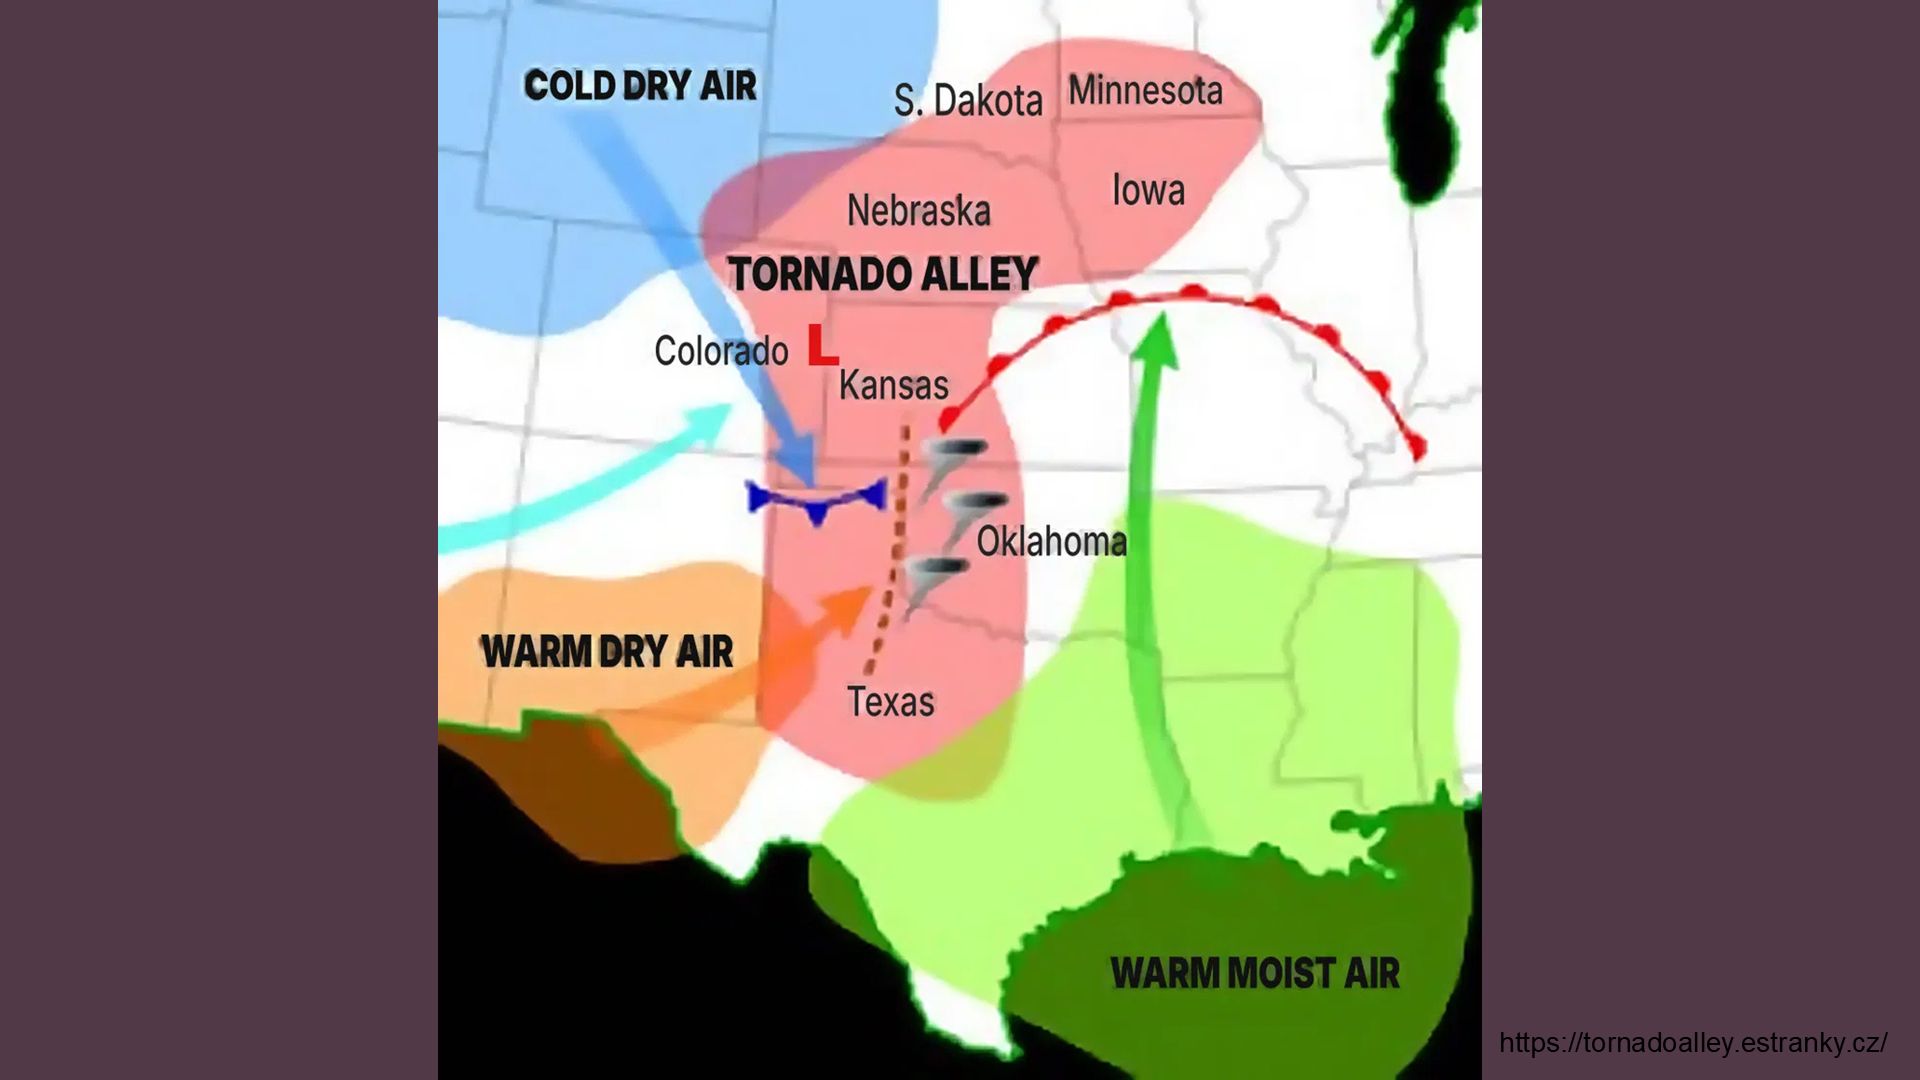 COLD DRY AIR
S. Dakota
Minnesota
Iowa
Nebraska
TORNADO ALLEY
Colorado
L
Kansas
Oklahoma
WARM DRY AIR
Texas
WARM MOIST AIR
https://tornadoalley.estranky.cz/